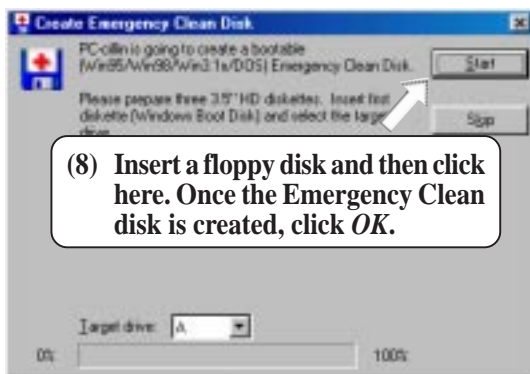 Create Emergency Clean Disk
PC-cillin is going to create a bootable
(Win95/Win98/Win3.1x/DOS) Emergency Clean Disk.
Please prepare three 3.5" HD diskettes. Insert first
diskette (Windows Boot Disk) and select the target
drive.
Start
Stop
(8) Insert a floppy disk and then click
here. Once the Emergency Clean
disk is created, click OK.
Target drive: A
0% 100%